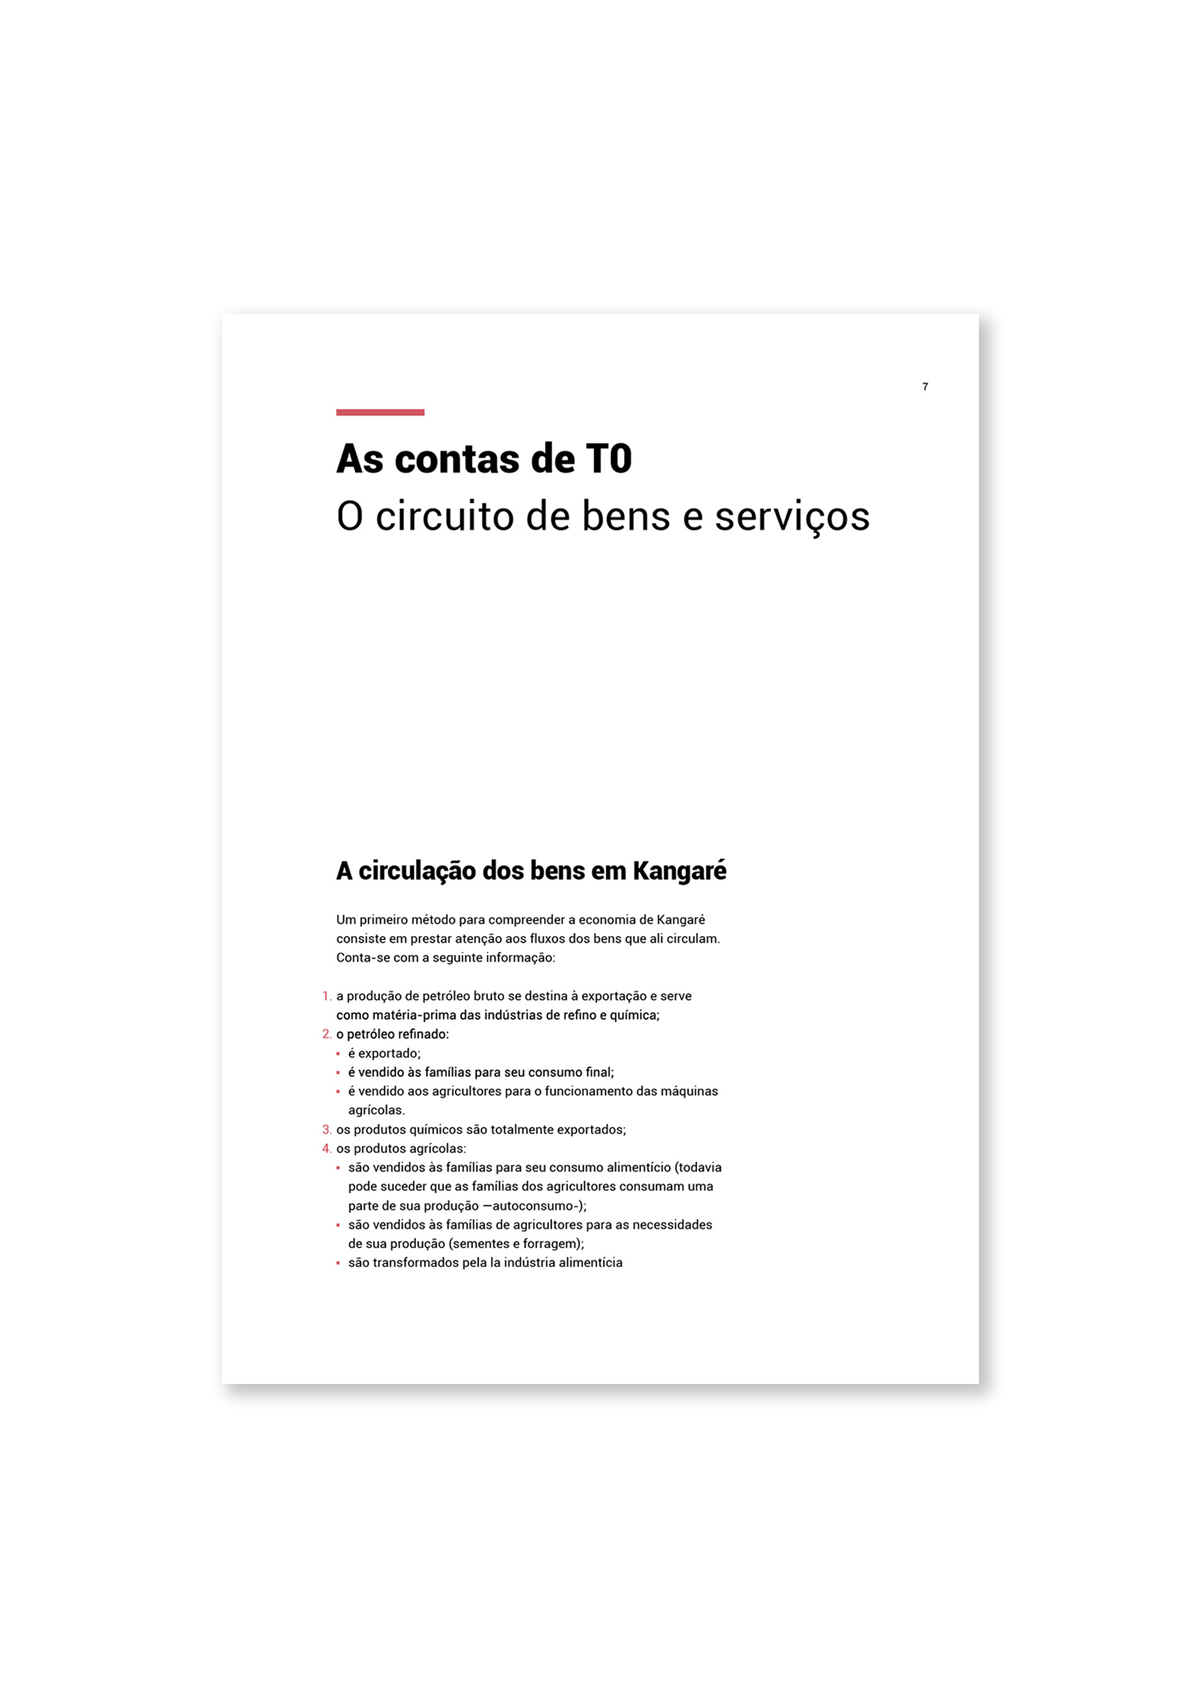 7
As contas de T0
O circuito de bens e serviços
A circulação dos bens em Kangaré
Um primeiro método para compreender a economia de Kangaré
consiste em prestar atenção aos fluxos dos bens que ali circulam.
Conta-se com a seguinte informação:
1. a produção de petróleo bruto se destina à exportação e serve
como matéria-prima das indústrias de refino e química;
2. o petróleo refinado:
▪ é exportado;
▪ é vendido às famílias para seu consumo final;
▪ é vendido aos agricultores para o funcionamento das máquinas
agrícolas.
3. os produtos químicos são totalmente exportados;
4. os produtos agrícolas:
▪ são vendidos às famílias para seu consumo alimentício (todavia
pode suceder que as famílias dos agricultores consumam uma
parte de sua produção —autoconsumo-);
▪ são vendidos às famílias de agricultores para as necessidades
de sua produção (sementes e forragem);
▪ são transformados pela la indústria alimentícia